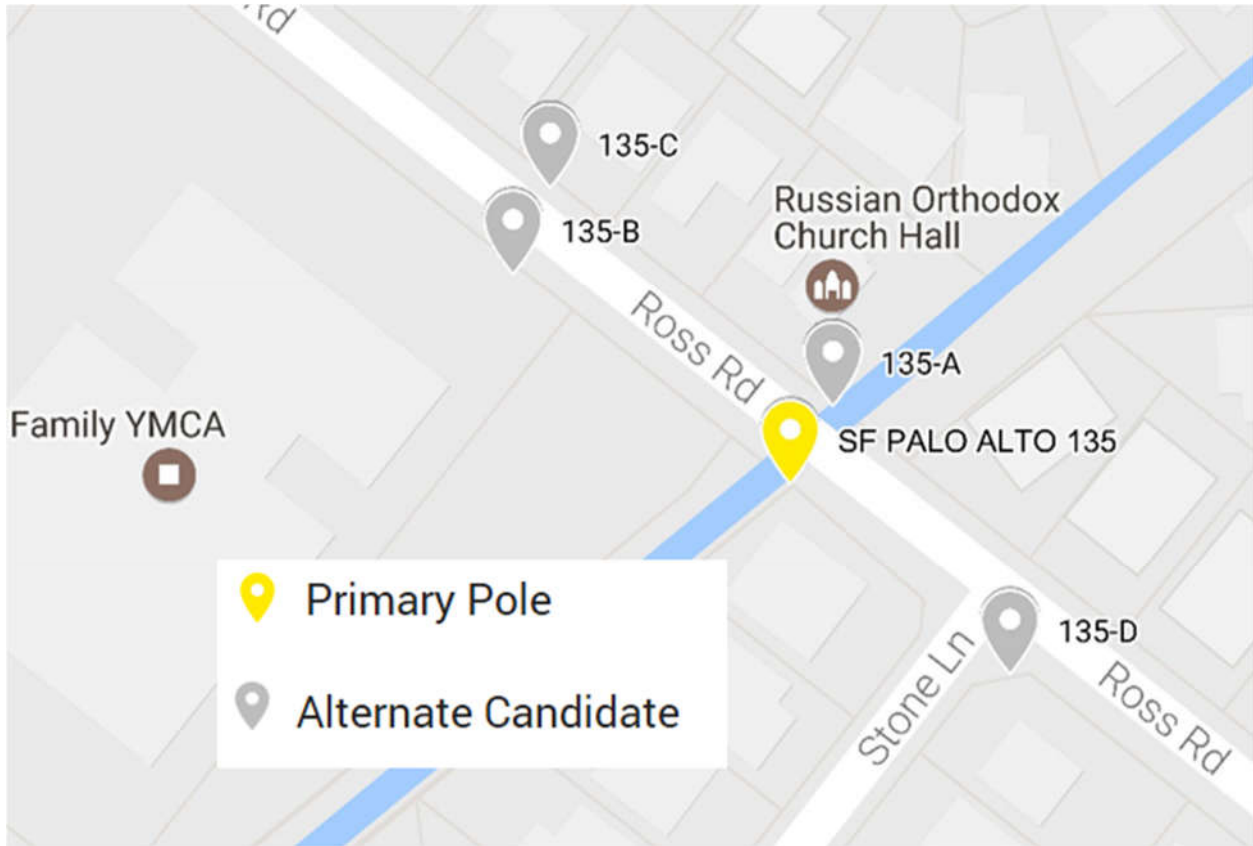 Rd
135-C
135-B
Russian Orthodox
Church Hall
Ross Rd
135-A
Family YMCA
SF PALO ALTO 135
Primary Pole
135-D
Stone Ln
Ross Rd
Alternate Candidate